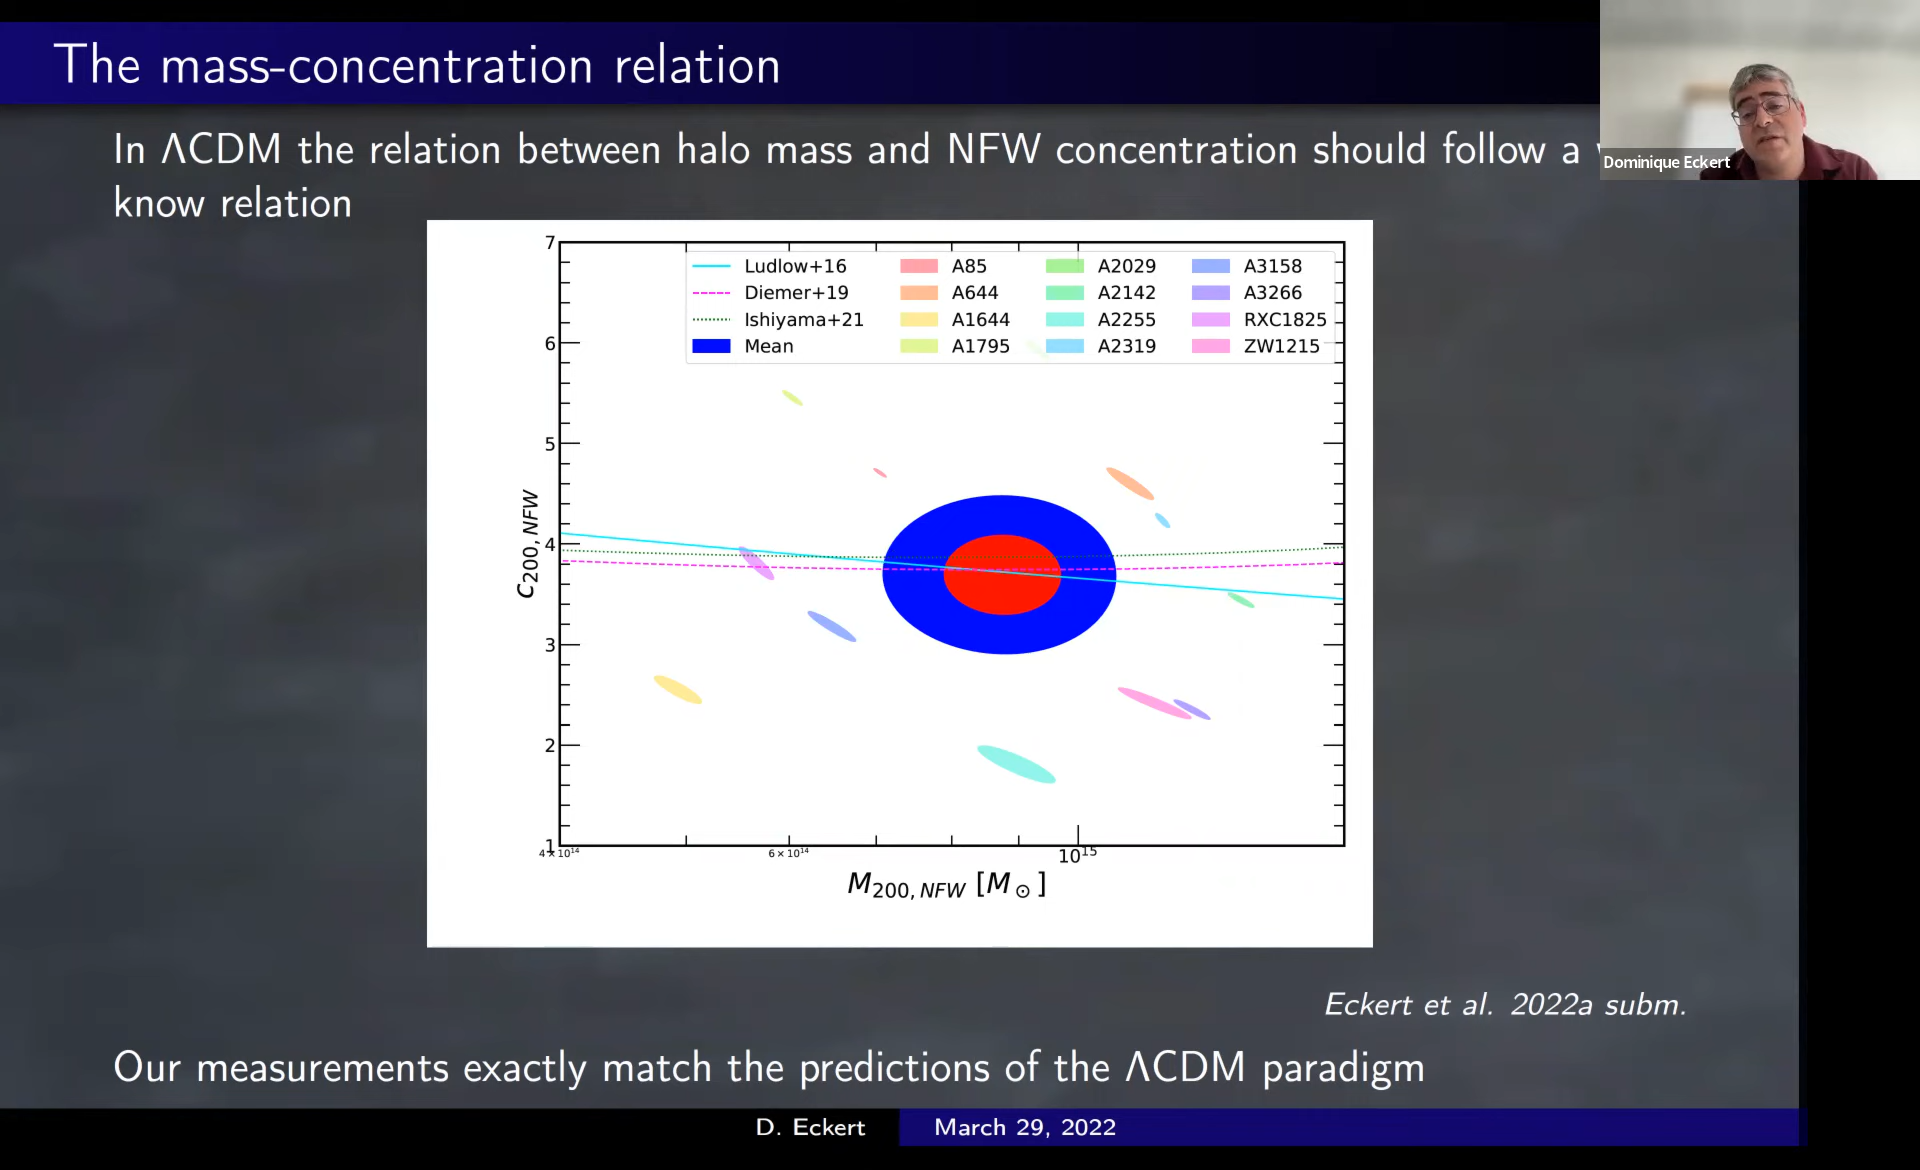 The mass-concentration relation
Dominique Eckert
In ΛCDM the relation between halo mass and NFW concentration should follow a
know relation
Ludlow+16
Diemer+19
Ishiyama+21
Mean
A85
A644
A1644
A1795
A2029
A2142
A2255
A2319
A3158
A3266
RXC1825
ZW1215
7
6
5
4
3
2
1
c200, NFW
4×10¹⁴
6×10¹⁴
10¹⁵
M200, NFW [M⊙]
Eckert et al. 2022a subm.
Our measurements exactly match the predictions of the ΛCDM paradigm
D. Eckert
March 29, 2022